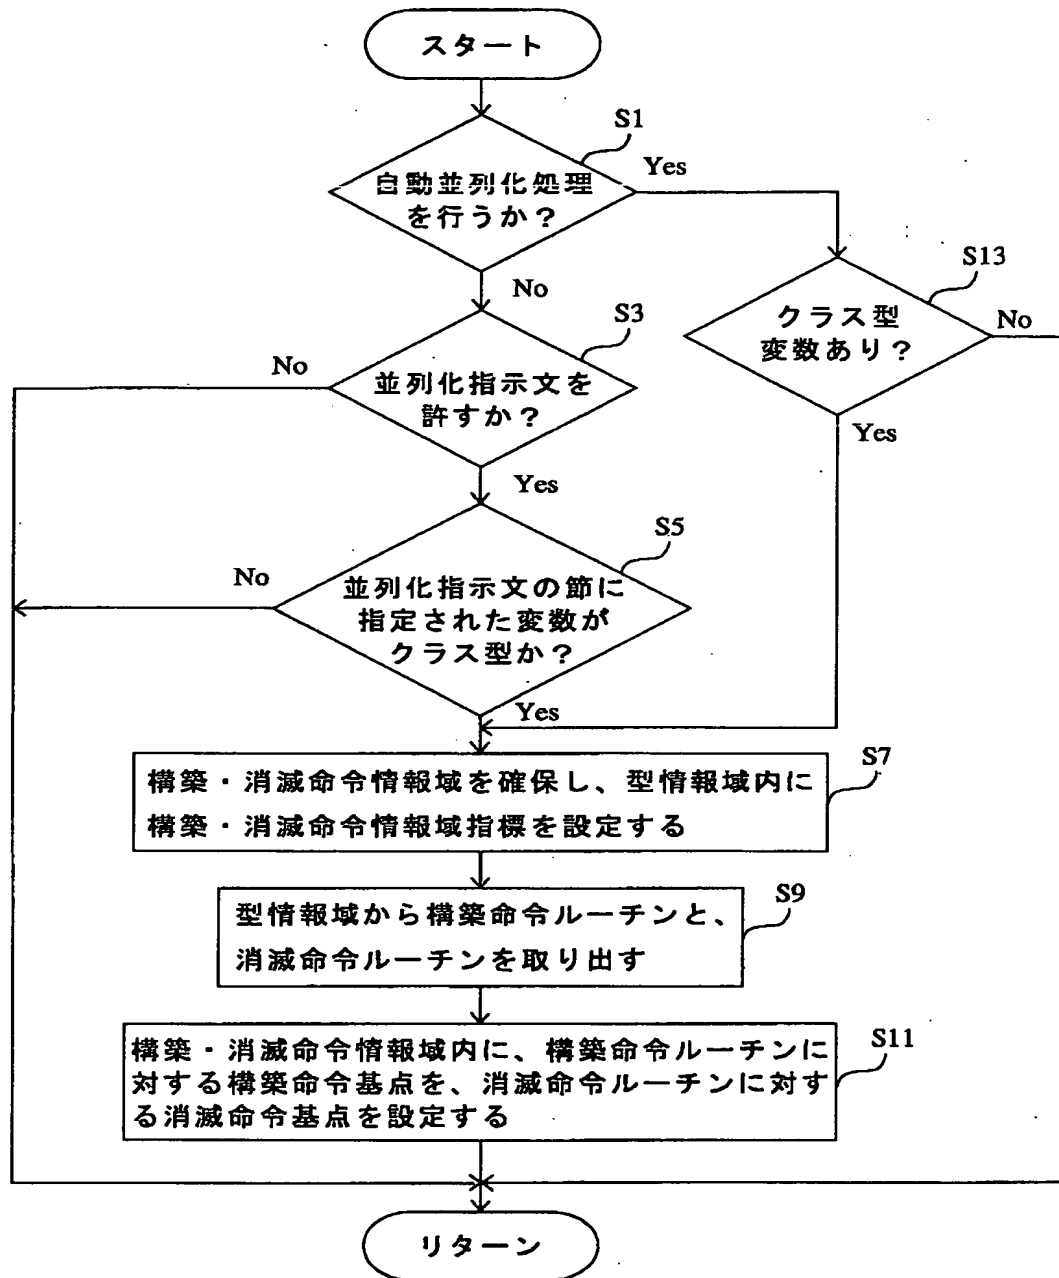 スタート
S1
自動並列化処理
を行うか？
Yes
No
S13
クラス型
変数あり？
No
Yes
S3
並列化指示文を
許すか？
No
Yes
S5
並列化指示文の節に
指定された変数が
クラス型か？
No
Yes
S7
構築・消滅命令情報域を確保し、型情報域内に
構築・消滅命令情報域指標を設定する
S9
型情報域から構築命令ルーチンと、
消滅命令ルーチンを取り出す
S11
構築・消滅命令情報域内に、構築命令ルーチンに
対する構築命令基点を、消滅命令ルーチンに対す
る消滅命令基点を設定する
リターン